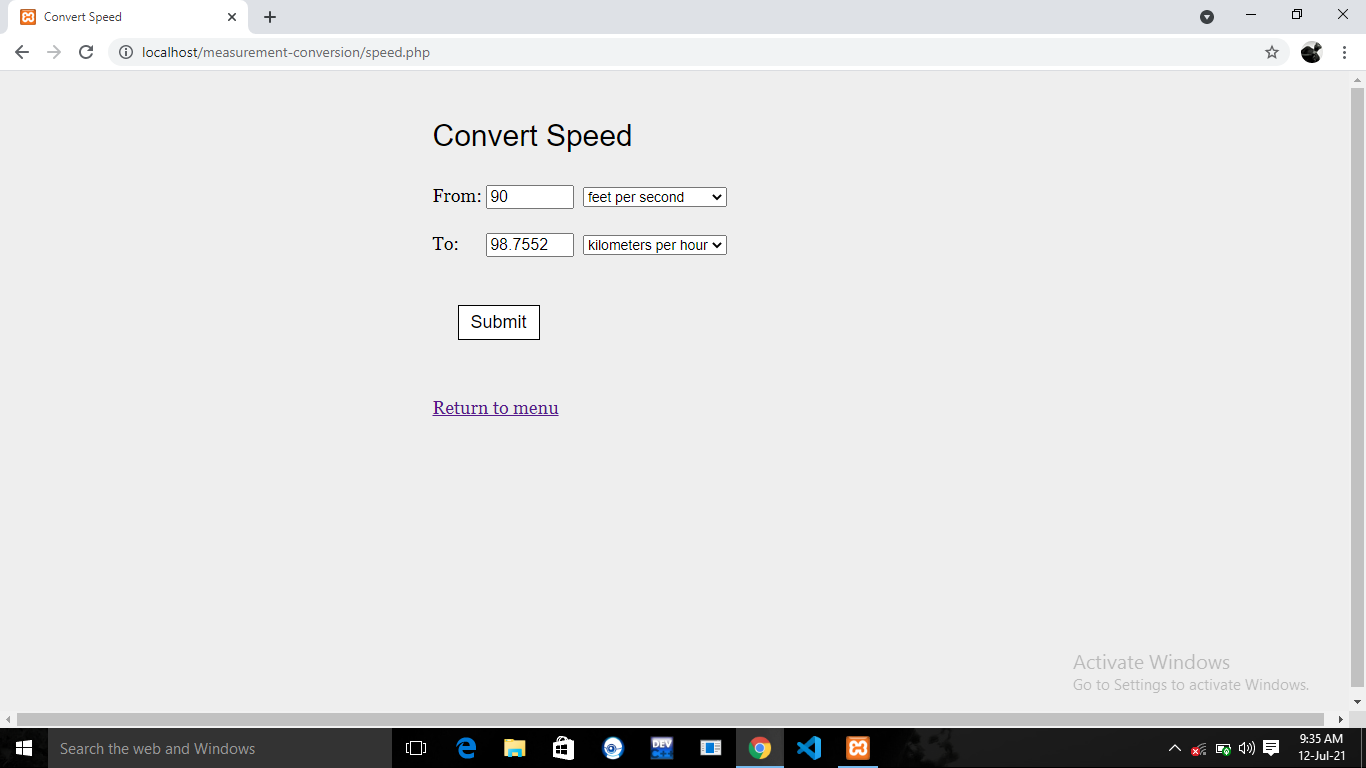 Convert Speed
localhost/measurement-conversion/speed.php
Convert Speed
From: 90 feet per second
To: 98.7552 kilometers per hour
Submit
Return to menu
Activate Windows
Go to Settings to activate Windows.
Search the web and Windows
DEV
9:35 AM
12-Jul-21